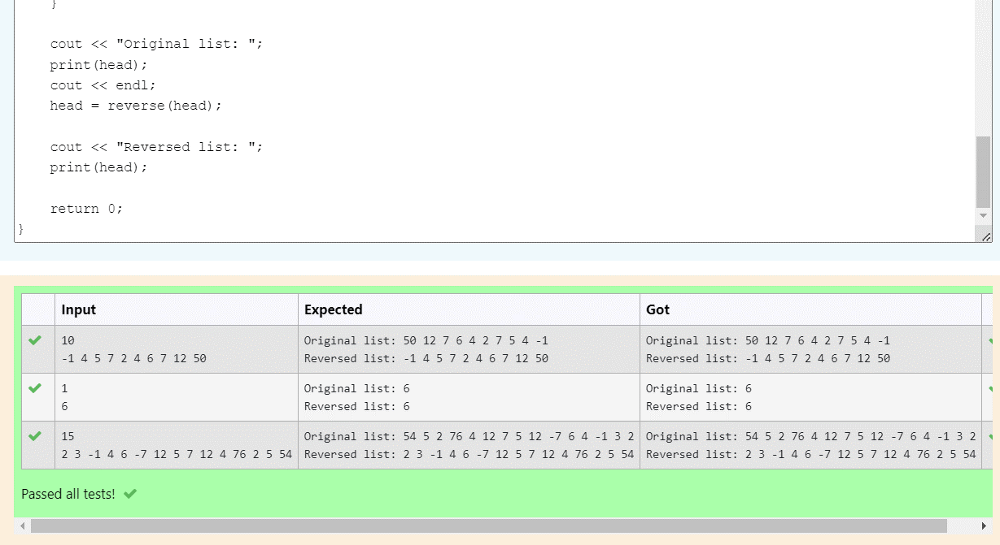 }
cout << "Original list: ";
print(head);
cout << endl;
head = reverse(head);
cout << "Reversed list: ";
print(head);
return 0;
}
Input Expected Got
10
-1 4 5 7 2 4 6 7 12 50
Original list: 50 12 7 6 4 2 7 5 4 -1
Reversed list: -1 4 5 7 2 4 6 7 12 50
Original list: 50 12 7 6 4 2 7 5 4 -1
Reversed list: -1 4 5 7 2 4 6 7 12 50
1
6
Original list: 6
Reversed list: 6
Original list: 6
Reversed list: 6
15
2 3 -1 4 6 -7 12 5 7 12 4 76 2 5 54
Original list: 54 5 2 76 4 12 7 5 12 -7 6 4 -1 3 2
Reversed list: 2 3 -1 4 6 -7 12 5 7 12 4 76 2 5 54
Original list: 54 5 2 76 4 12 7 5 12 -7 6 4 -1 3 2
Reversed list: 2 3 -1 4 6 -7 12 5 7 12 4 76 2 5 54
Passed all tests!